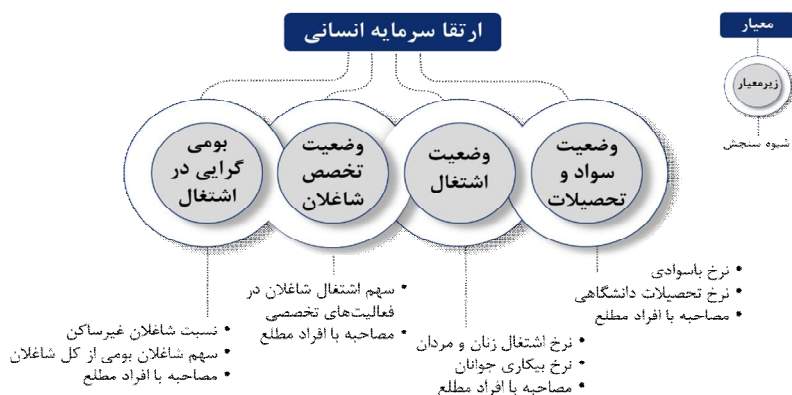 ارتقا سرمایه انسانی
معیار
زیرمعیار
شیوه سنجش
وضعیت
سواد و
تحصیلات
وضعیت
اشتغال
وضعیت
تخصص
شاغلان
بومی
گرایی در
اشتغال
• نرخ باسوادی
• نرخ تحصیلات دانشگاهی
• مصاحبه با افراد مطلع
• نرخ اشتغال زنان و مردان
• نرخ بیکاری جوانان
• مصاحبه با افراد مطلع
• سهم اشتغال شاغلان در
فعالیت‌های تخصصی
• مصاحبه با افراد مطلع
• نسبت شاغلان غیرساکن
• سهم شاغلان بومی از کل شاغلان
• مصاحبه با افراد مطلع